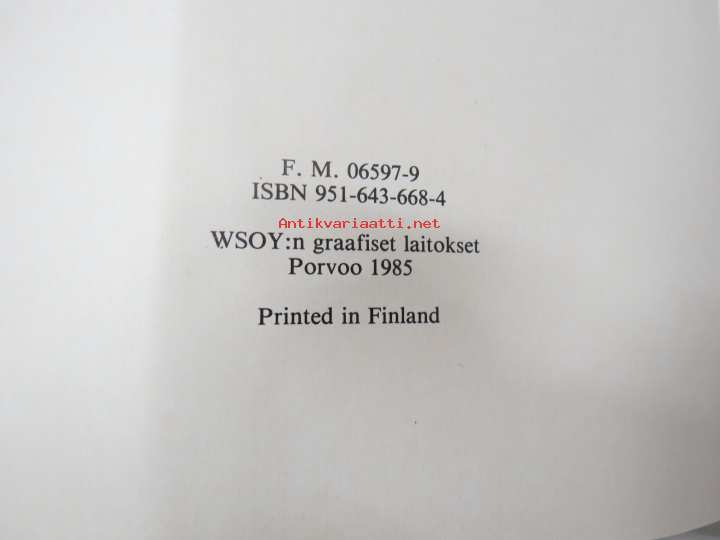 F. M. 06597-9
ISBN 951-643-668-4
Antikvariaatti.net
WSOY:n graafiset laitokset
Porvoo 1985
Printed in Finland